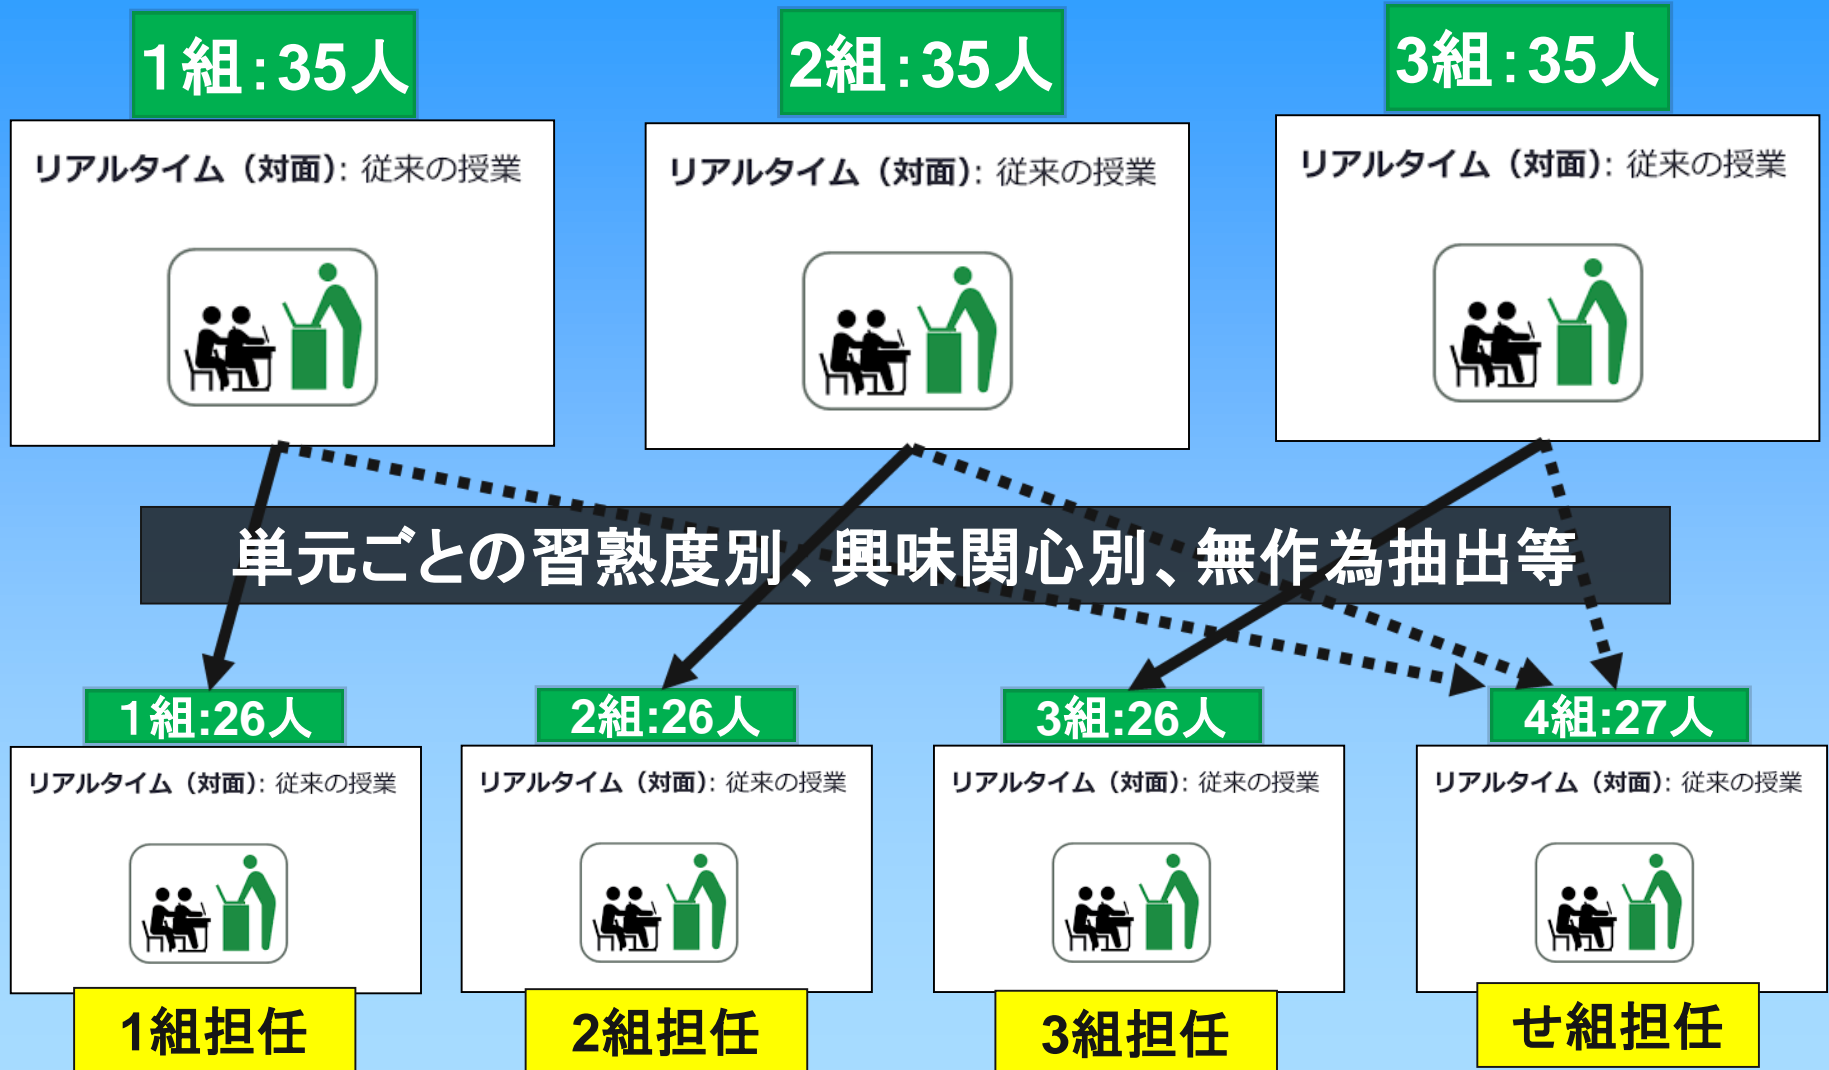 1組:35人
2組:35人
3組:35人
リアルタイム（対面）: 従来の授業
リアルタイム（対面）: 従来の授業
リアルタイム（対面）: 従来の授業
単元ごとの習熟度別、興味関心別、無作為抽出等
1組:26人
2組:26人
3組:26人
4組:27人
リアルタイム（対面）: 従来の授業
リアルタイム（対面）: 従来の授業
リアルタイム（対面）: 従来の授業
リアルタイム（対面）: 従来の授業
1組担任
2組担任
3組担任
せ組担任